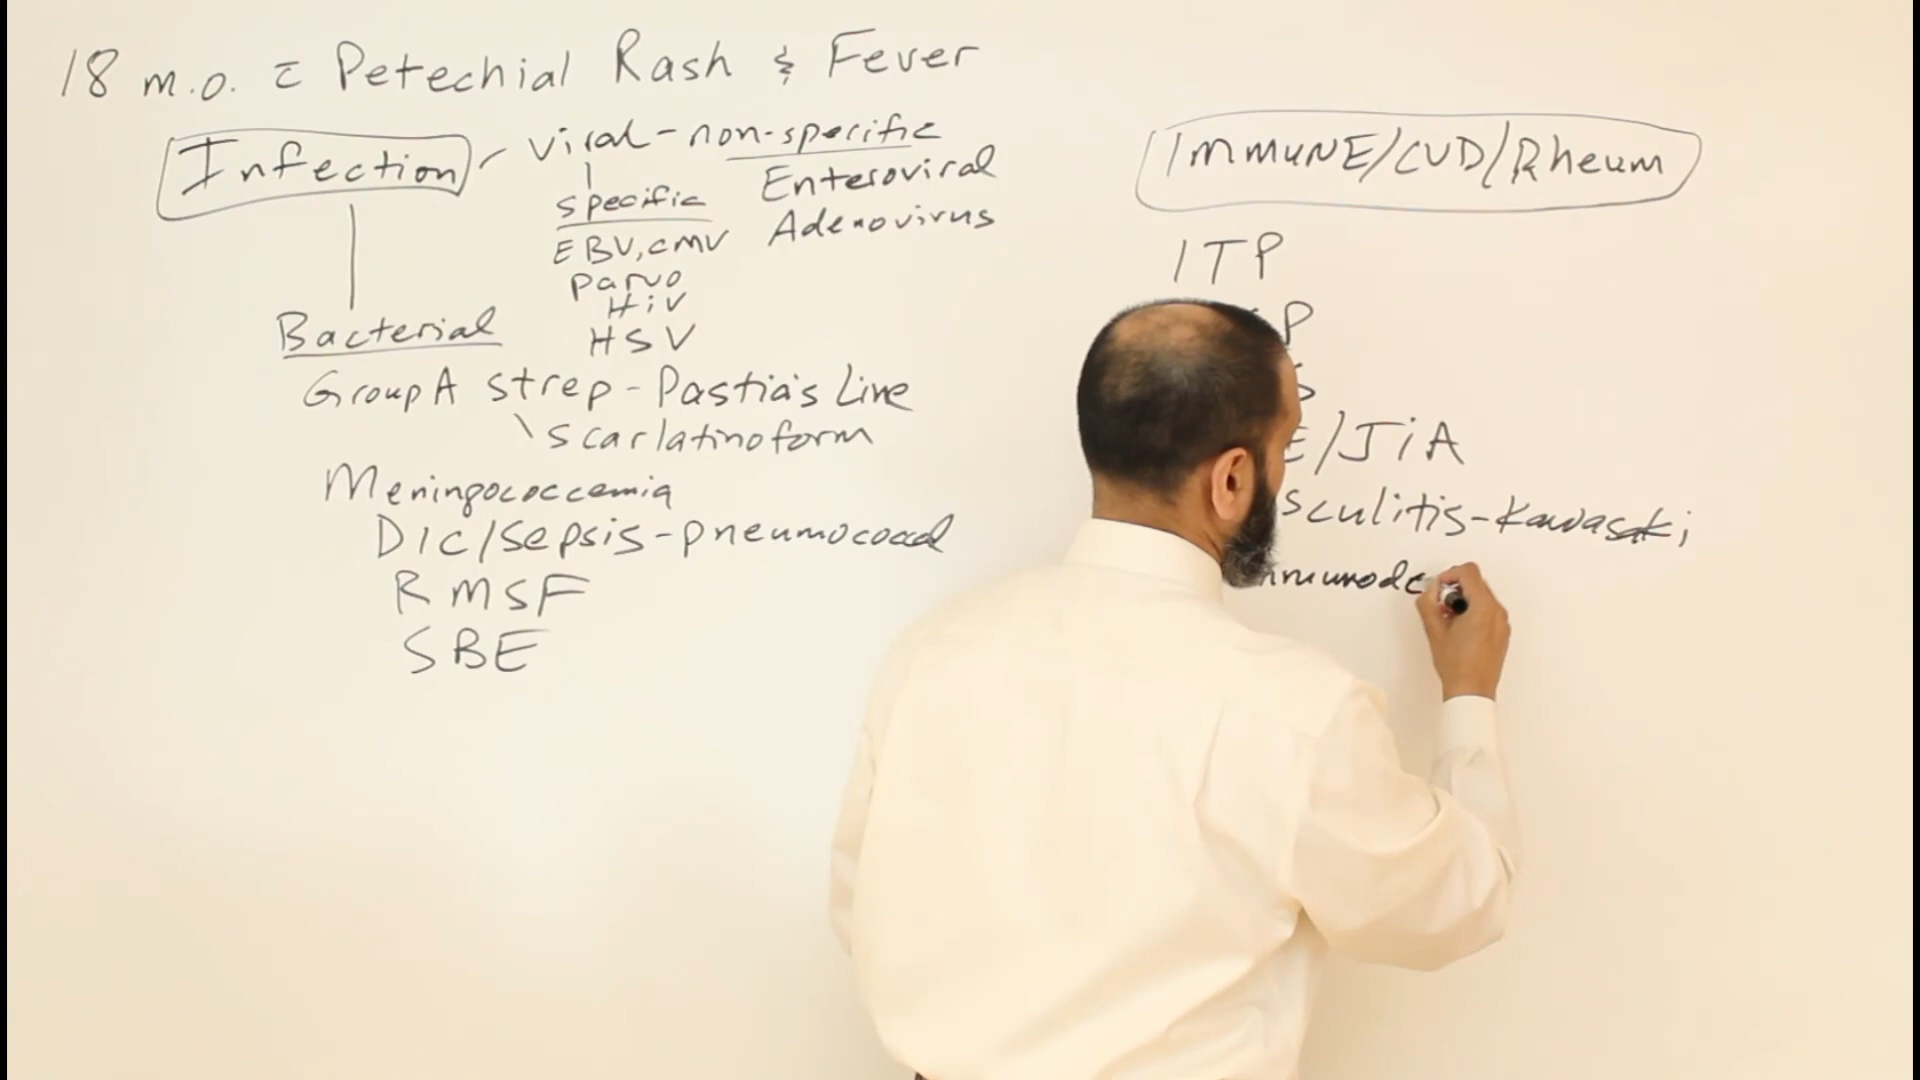 18 m.o. c Petechial Rash & Fever
Infection - Viral - non-specific
Enteroviral
Adenovirus
specific
EBV, CMV
Parvo
HiV
HSV
Bacterial
Group A Strep - Pastia's Line
\ Scarlatinoform
Meningococcemia
DIC/Sepsis - pneumococcal
RMSF
SBE
IMMUNE/CVD/Rheum
ITP
P
S
E/JiA
sculitis - Kawasaki